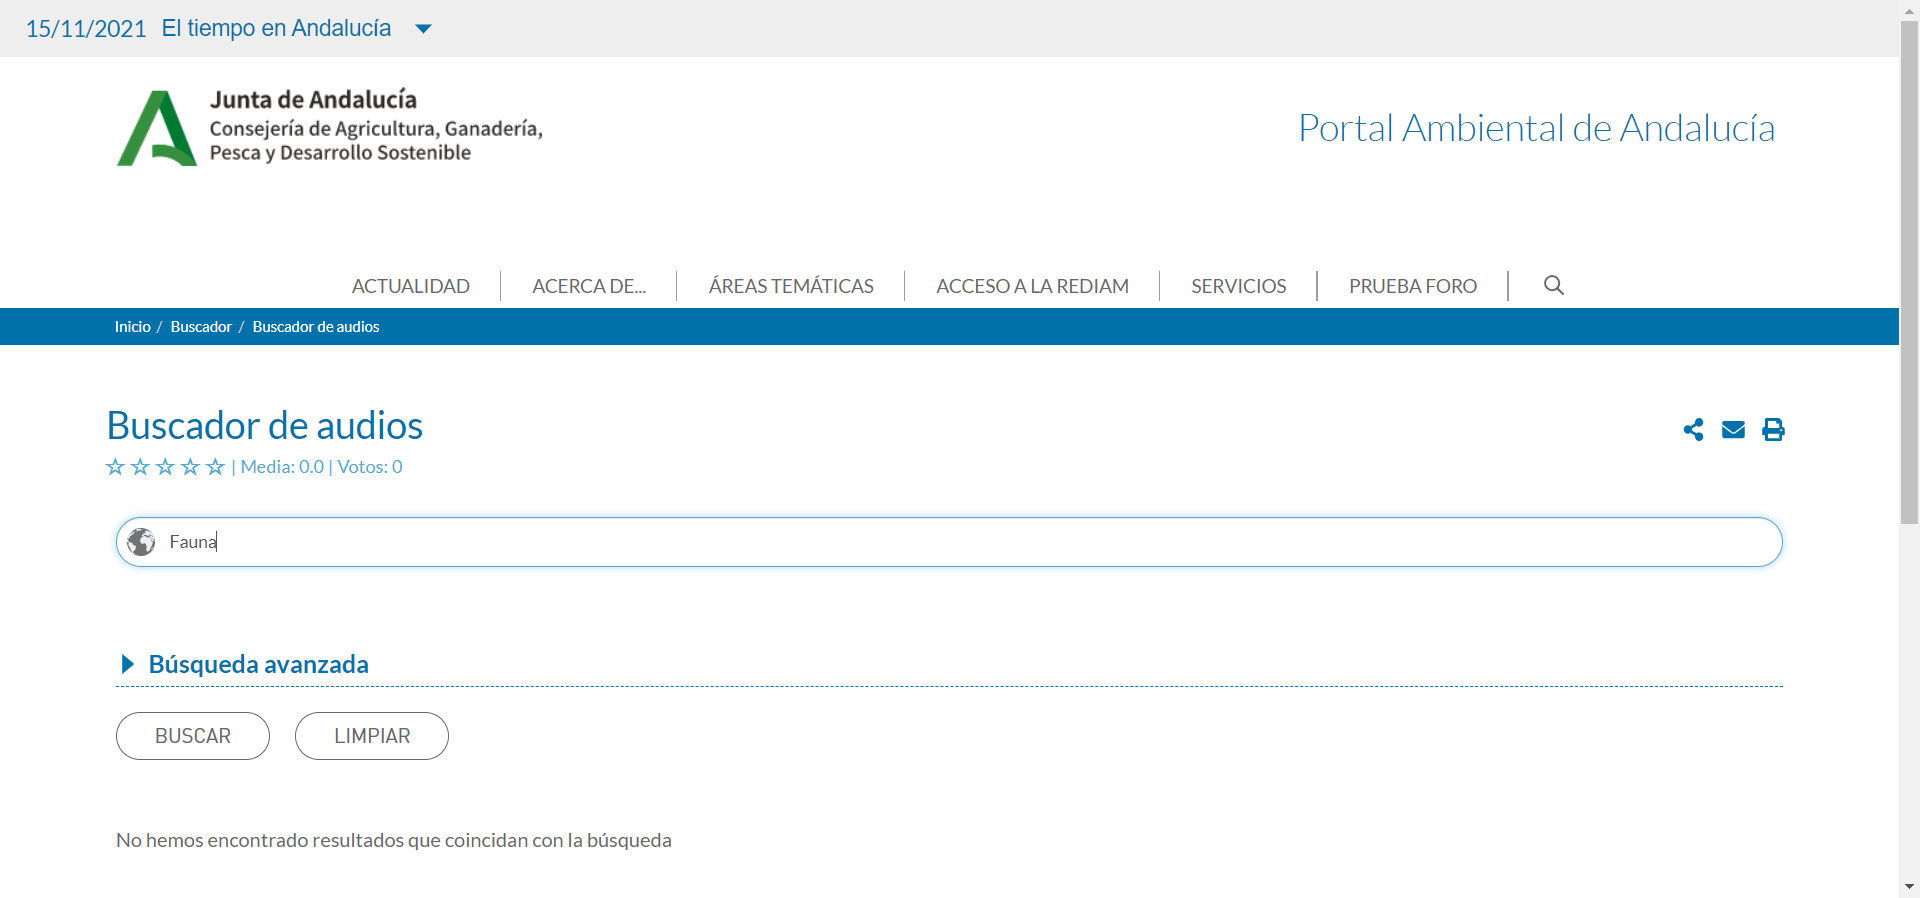 15/11/2021 El tiempo en Andalucía
Junta de Andalucía
Consejería de Agricultura, Ganadería,
Pesca y Desarrollo Sostenible
Portal Ambiental de Andalucía
ACTUALIDAD ACERCA DE... ÁREAS TEMÁTICAS ACCESO A LA REDIAM SERVICIOS PRUEBA FORO
Inicio / Buscador / Buscador de audios
Buscador de audios
| Media: 0.0 | Votos: 0
Fauna
Búsqueda avanzada
BUSCAR LIMPIAR
No hemos encontrado resultados que coincidan con la búsqueda